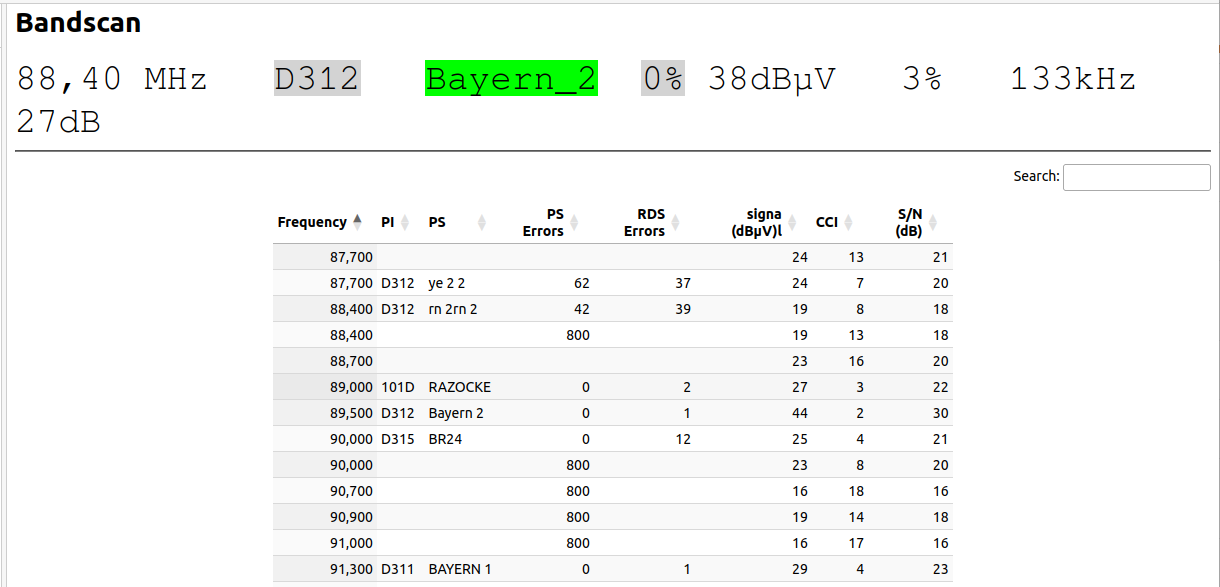 Bandscan
88,40 MHz D312 Bayern_2 0% 38dBµV 3% 133kHz
27dB
Search:
Frequency PI PS PS Errors RDS Errors signa (dBµV)l CCI S/N (dB)
87,700 24 13 21
87,700 D312 ye 2 2 62 37 24 7 20
88,400 D312 rn 2rn 2 42 39 19 8 18
88,400 800 19 13 18
88,700 23 16 20
89,000 101D RAZOCKE 0 2 27 3 22
89,500 D312 Bayern 2 0 1 44 2 30
90,000 D315 BR24 0 12 25 4 21
90,000 800 23 8 20
90,700 800 16 18 16
90,900 800 19 14 18
91,000 800 16 17 16
91,300 D311 BAYERN 1 0 1 29 4 23